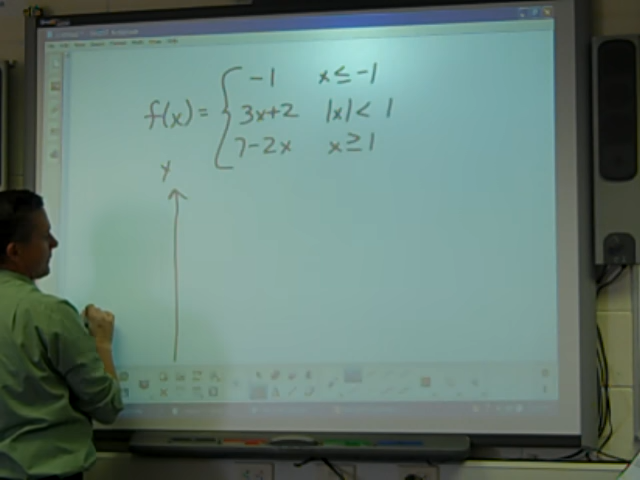 f(x) = { -1 x ≤ -1
3x+2 |x| < 1
7-2x x ≥ 1
y